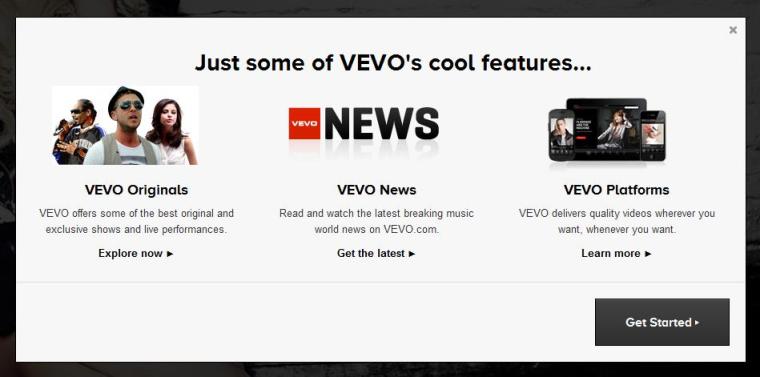 Just some of VEVO's cool features...
VEVO NEWS
VEVO Originals
VEVO offers some of the best original and
exclusive shows and live performances.
Explore now ►
VEVO News
Read and watch the latest breaking music
world news on VEVO.com.
Get the latest ►
VEVO Platforms
VEVO delivers quality videos wherever you
want, whenever you want.
Learn more ►
Get Started ▸